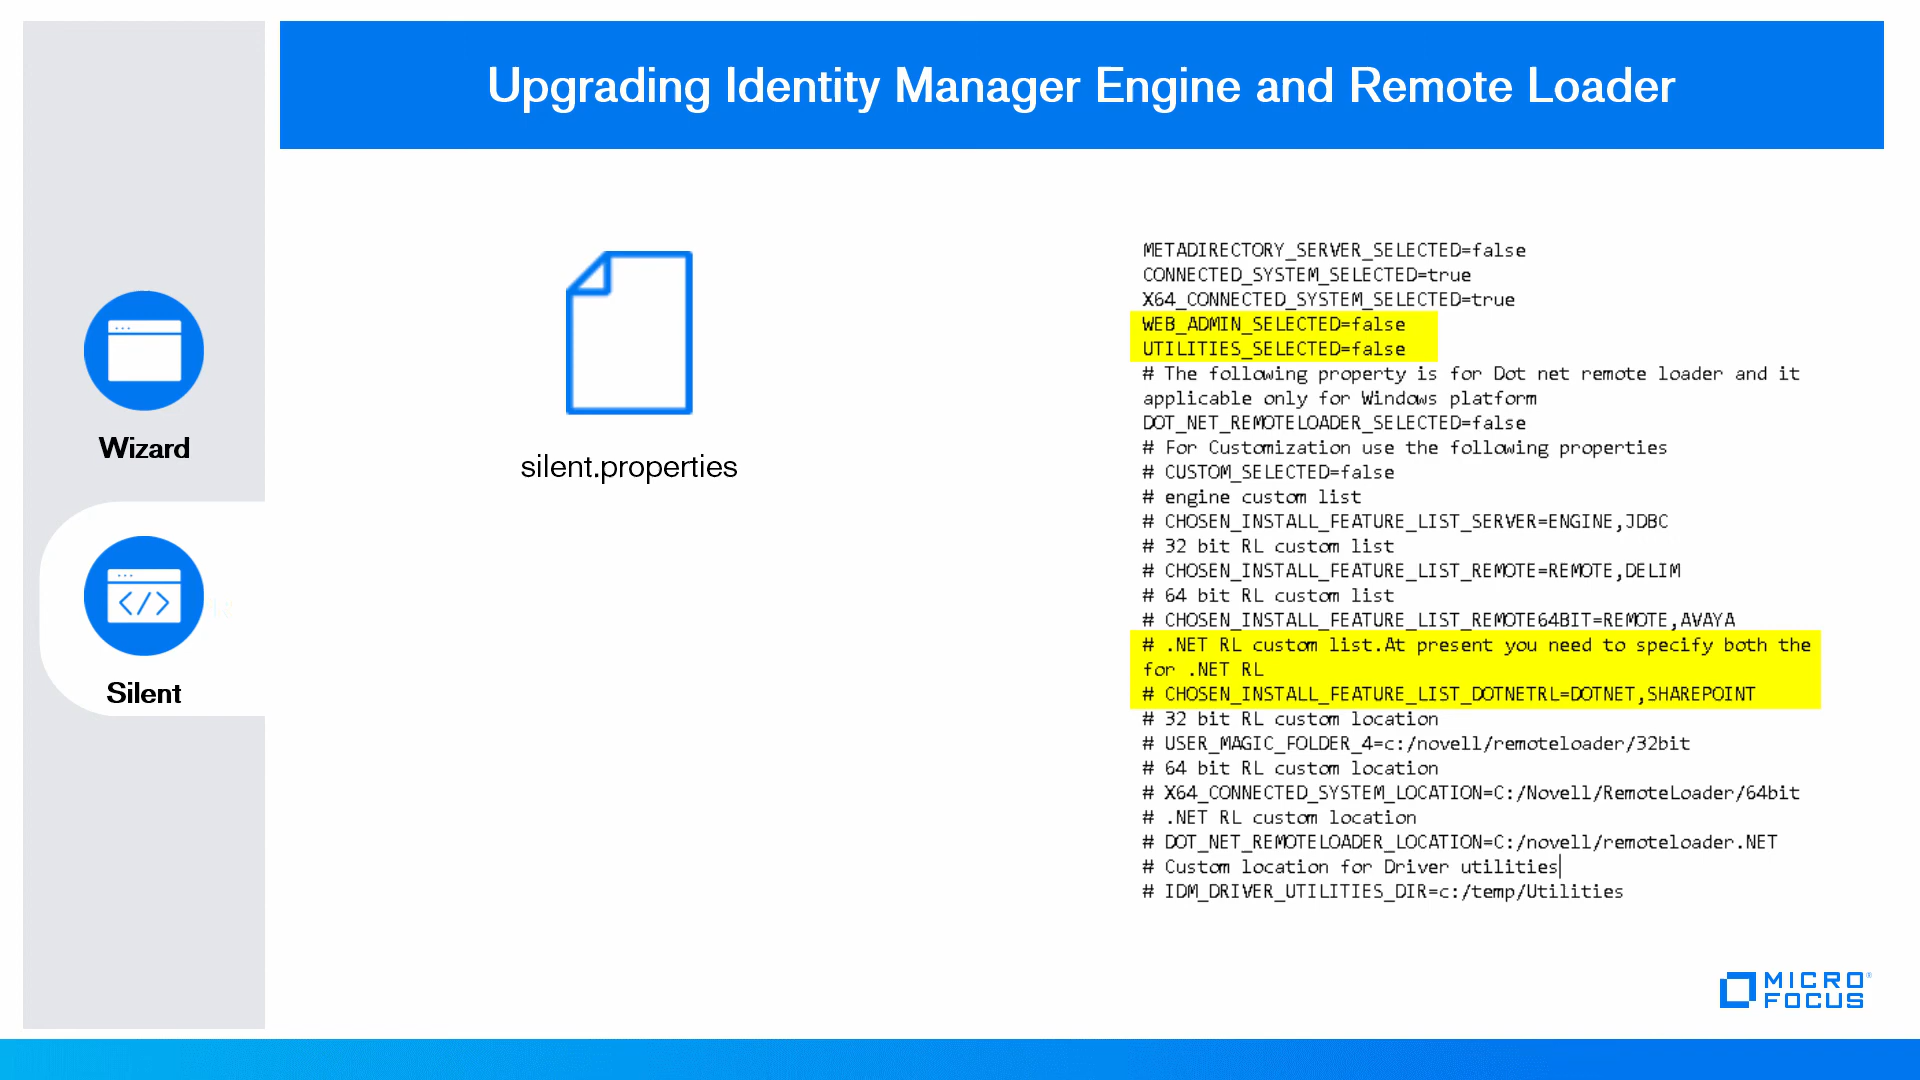 Upgrading Identity Manager Engine and Remote Loader
Wizard
Silent
silent.properties
METADIRECTORY_SERVER_SELECTED=false
CONNECTED_SYSTEM_SELECTED=true
X64_CONNECTED_SYSTEM_SELECTED=true
WEB_ADMIN_SELECTED=false
UTILITIES_SELECTED=false
# The following property is for Dot net remote loader and it
applicable only for Windows platform
DOT_NET_REMOTELOADER_SELECTED=false
# For Customization use the following properties
# CUSTOM_SELECTED=false
# engine custom list
# CHOSEN_INSTALL_FEATURE_LIST_SERVER=ENGINE,JDBC
# 32 bit RL custom list
# CHOSEN_INSTALL_FEATURE_LIST_REMOTE=REMOTE,DELIM
# 64 bit RL custom list
# CHOSEN_INSTALL_FEATURE_LIST_REMOTE64BIT=REMOTE,AVAYA
# .NET RL custom list.At present you need to specify both the
for .NET RL
# CHOSEN_INSTALL_FEATURE_LIST_DOTNETRL=DOTNET,SHAREPOINT
# 32 bit RL custom location
# USER_MAGIC_FOLDER_4=c:/novell/remoteloader/32bit
# 64 bit RL custom location
# X64_CONNECTED_SYSTEM_LOCATION=C:/Novell/RemoteLoader/64bit
# .NET RL custom location
# DOT_NET_REMOTELOADER_LOCATION=C:/novell/remoteloader.NET
# Custom location for Driver utilities
# IDM_DRIVER_UTILITIES_DIR=c:/temp/Utilities
MICRO
FOCUS